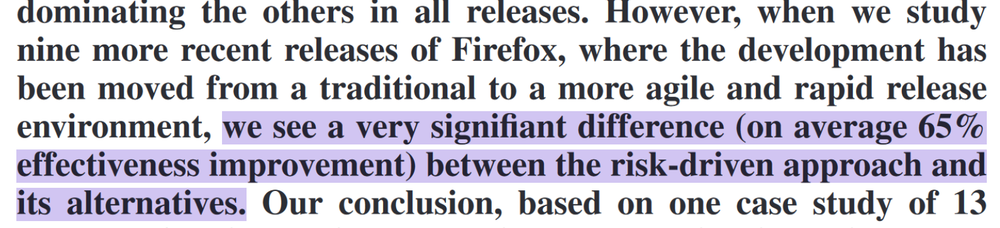 dominating the others in all releases. However, when we study
nine more recent releases of Firefox, where the development has
been moved from a traditional to a more agile and rapid release
environment, we see a very signifiant difference (on average 65%
effectiveness improvement) between the risk-driven approach and
its alternatives. Our conclusion, based on one case study of 13